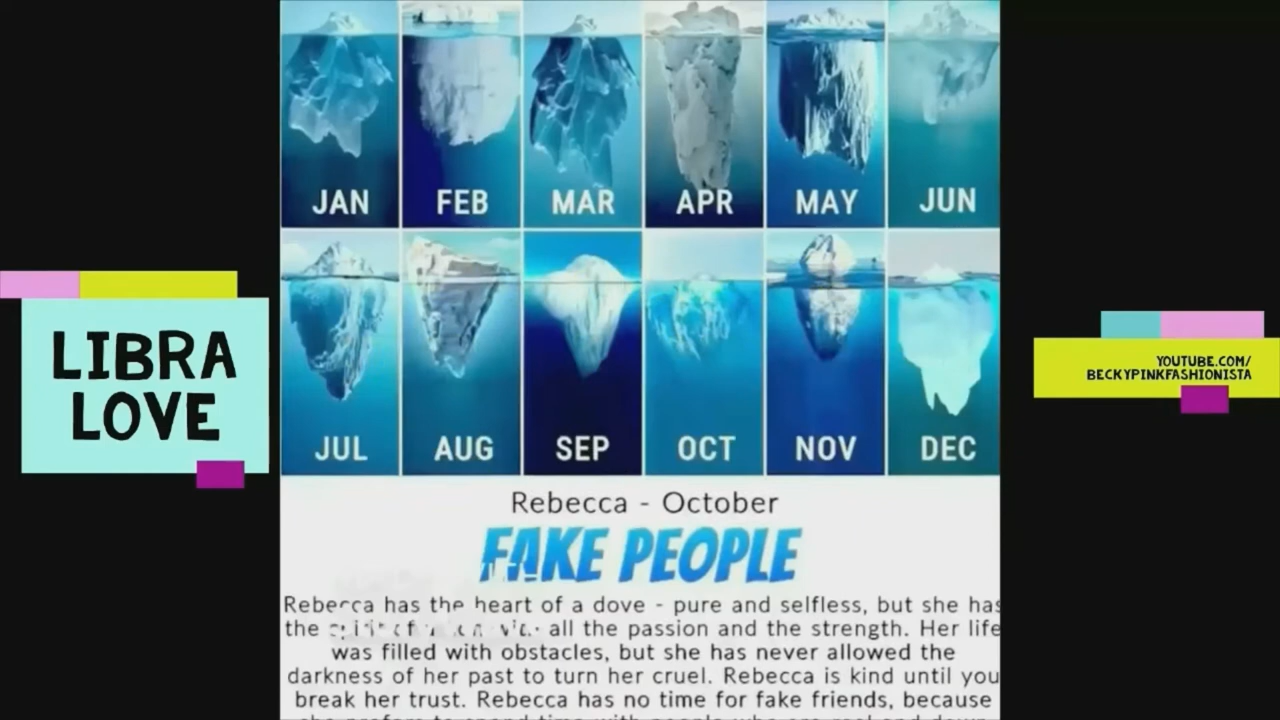 JAN FEB MAR APR MAY JUN
LIBRA
LOVE
JUL AUG SEP OCT NOV DEC
YOUTUBE.COM/
BECKYPINKFASHIONISTA
Rebecca - October
FAKE PEOPLE
Rebecca has the heart of a dove - pure and selfless, but she has
the all the passion and the strength. Her life
was filled with obstacles, but she has never allowed the
darkness of her past to turn her cruel. Rebecca is kind until you
break her trust. Rebecca has no time for fake friends, because